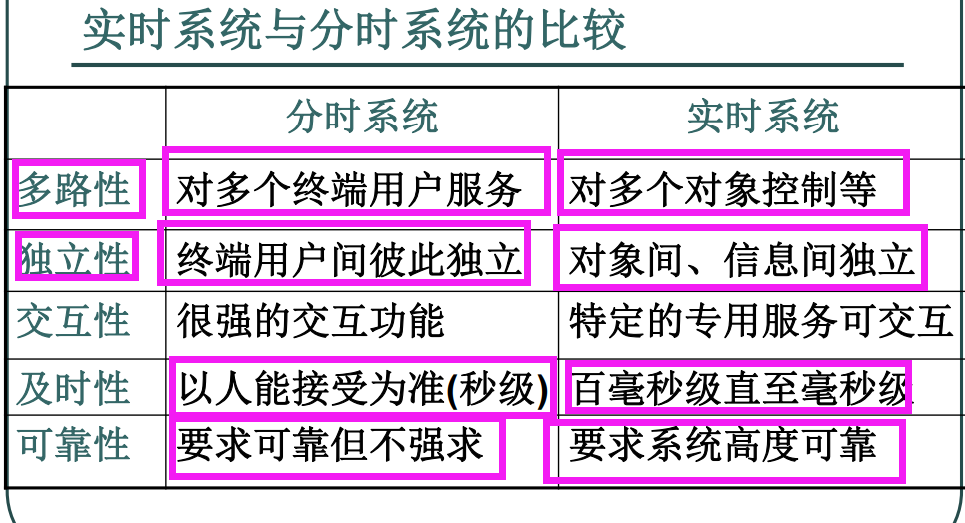 实时系统与分时系统的比较
分时系统 实时系统
多路性 对多个终端用户服务 对多个对象控制等
独立性 终端用户间彼此独立 对象间、信息间独立
交互性 很强的交互功能 特定的专用服务可交互
及时性 以人能接受为准(秒级) 百毫秒级直至毫秒级
可靠性 要求可靠但不强求 要求系统高度可靠